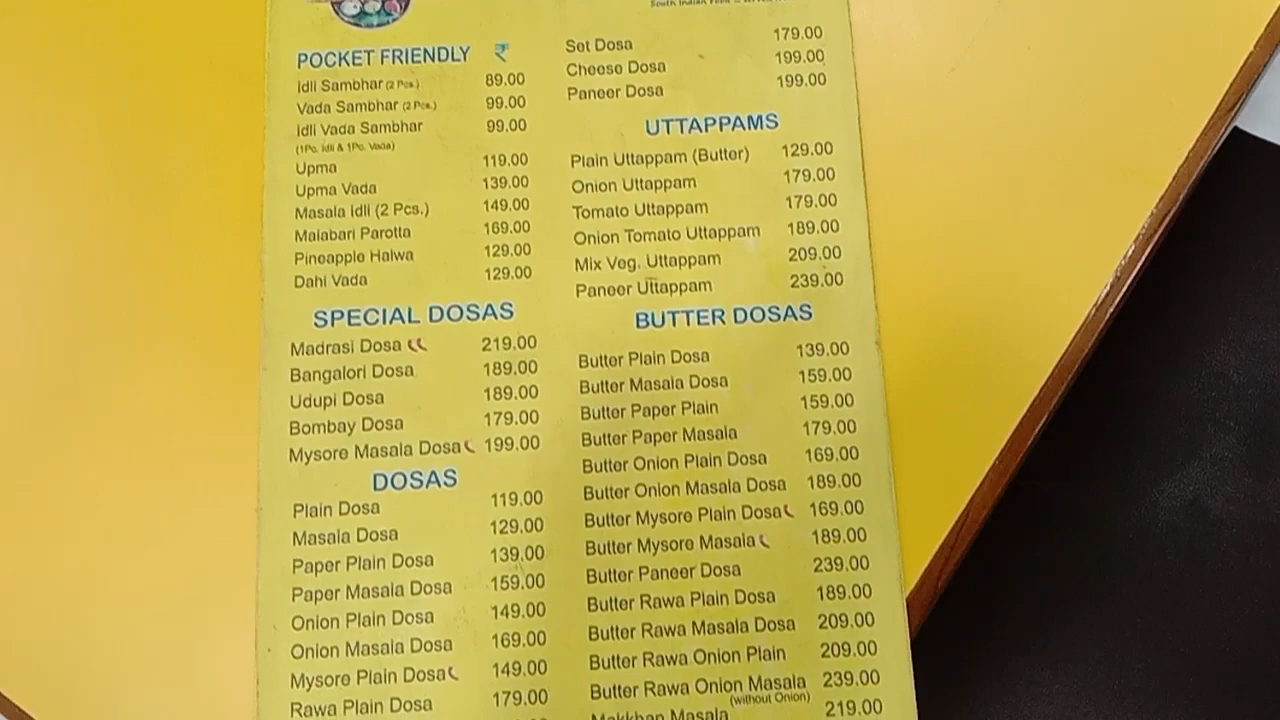 South Indian Food
POCKET FRIENDLY ₹
Idli Sambhar (2 Pcs.) 89.00
Vada Sambhar (2 Pcs.) 99.00
Idli Vada Sambhar 99.00
(1Pc. Idli & 1Pc. Vada)
Upma 119.00
Upma Vada 139.00
Masala Idli (2 Pcs.) 149.00
Malabari Parotta 169.00
Pineapple Halwa 129.00
Dahi Vada 129.00
SPECIAL DOSAS
Madrasi Dosa 219.00
Bangalori Dosa 189.00
Udupi Dosa 189.00
Bombay Dosa 179.00
Mysore Masala Dosa 199.00
DOSAS
Plain Dosa 119.00
Masala Dosa 129.00
Paper Plain Dosa 139.00
Paper Masala Dosa 159.00
Onion Plain Dosa 149.00
Onion Masala Dosa 169.00
Mysore Plain Dosa 149.00
Rawa Plain Dosa 179.00
Set Dosa 179.00
Cheese Dosa 199.00
Paneer Dosa 199.00
UTTAPPAMS
Plain Uttappam (Butter) 129.00
Onion Uttappam 179.00
Tomato Uttappam 179.00
Onion Tomato Uttappam 189.00
Mix Veg. Uttappam 209.00
Paneer Uttappam 239.00
BUTTER DOSAS
Butter Plain Dosa 139.00
Butter Masala Dosa 159.00
Butter Paper Plain 159.00
Butter Paper Masala 179.00
Butter Onion Plain Dosa 169.00
Butter Onion Masala Dosa 189.00
Butter Mysore Plain Dosa 169.00
Butter Mysore Masala 189.00
Butter Paneer Dosa 239.00
Butter Rawa Plain Dosa 189.00
Butter Rawa Masala Dosa 209.00
Butter Rawa Onion Plain 209.00
Butter Rawa Onion Masala 239.00
(without Onion)
Makkhan Masala 219.00